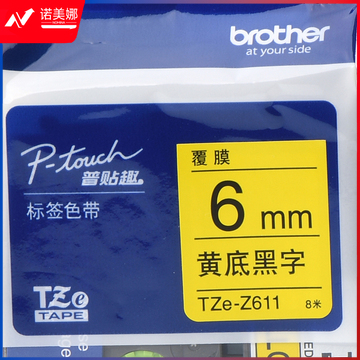 诺美娜
brother
at your side
P-touch
普贴趣
标签色带
TZe
TAPE
覆膜
6 mm
黄底黑字
TZe-Z611 8米